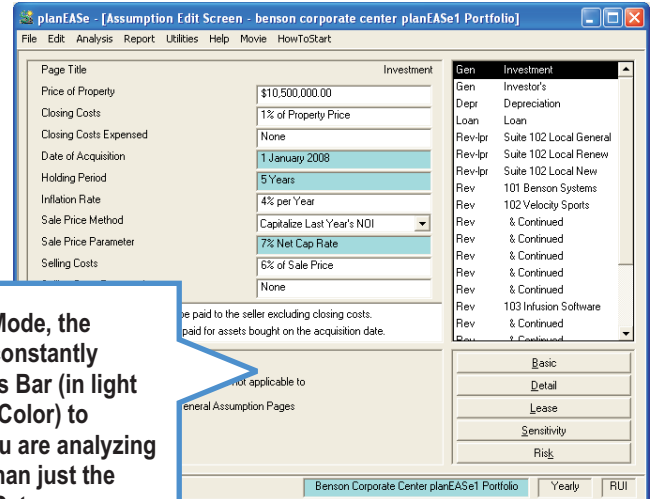 planEASe - [Assumption Edit Screen - benson corporate center planEASe1 Portfolio]
File Edit Analysis Report Utilities Help Movie HowToStart
Page Title Investment
Price of Property $10,500,000.00
Closing Costs 1% of Property Price
Closing Costs Expensed None
Date of Acquisition 1 January 2008
Holding Period 5 Years
Inflation Rate 4% per Year
Sale Price Method Capitalize Last Year's NOI
Sale Price Parameter 7% Net Cap Rate
Selling Costs 6% of Sale Price
None
be paid to the seller excluding closing costs.
paid for assets bought on the acquisition date.
not applicable to
General Assumption Pages
Gen Investment
Gen Investor's
Depr Depreciation
Loan Loan
Rev-Ipr Suite 102 Local General
Rev-Ipr Suite 102 Local Renew
Rev-Ipr Suite 102 Local New
Rev 101 Benson Systems
Rev 102 Velocity Sports
Rev & Continued
Rev & Continued
Rev & Continued
Rev & Continued
Rev & Continued
Rev 103 Infusion Software
Rev & Continued
Rev & Continued
Basic
Detail
Lease
Sensitivity
Risk
Mode, the
constantly
s Bar (in light
Color) to
u are analyzing
han just the
Benson Corporate Center planEASe1 Portfolio Yearly RUI